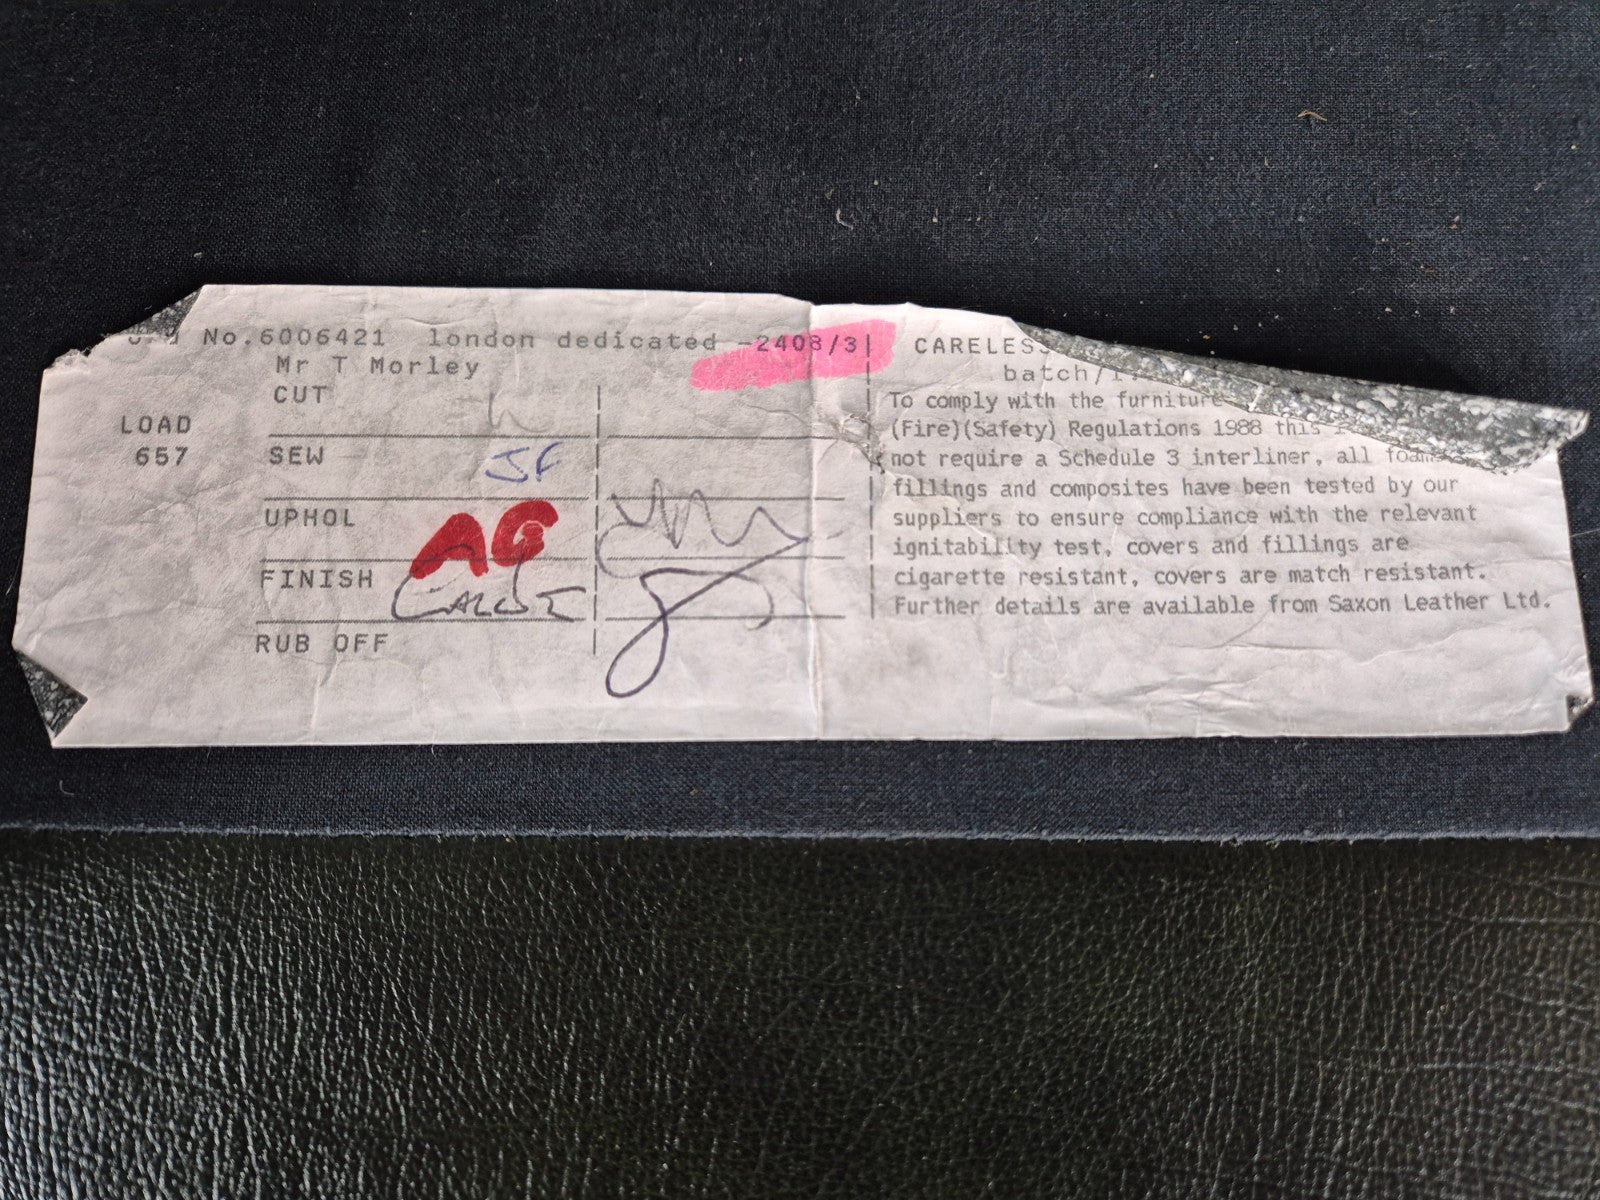 No.6006421 london dedicated -2408/3
Mr T Morley
CUT
LOAD
657
SEW JF
UPHOL AG
FINISH
RUB OFF
batch/
To comply with the furniture
(Fire)(Safety) Regulations 1988 this
not require a Schedule 3 interliner, all
fillings and composites have been tested by our
suppliers to ensure compliance with the relevant
ignitability test, covers and fillings are
cigarette resistant, covers are match resistant.
Further details are available from Saxon Leather Ltd.